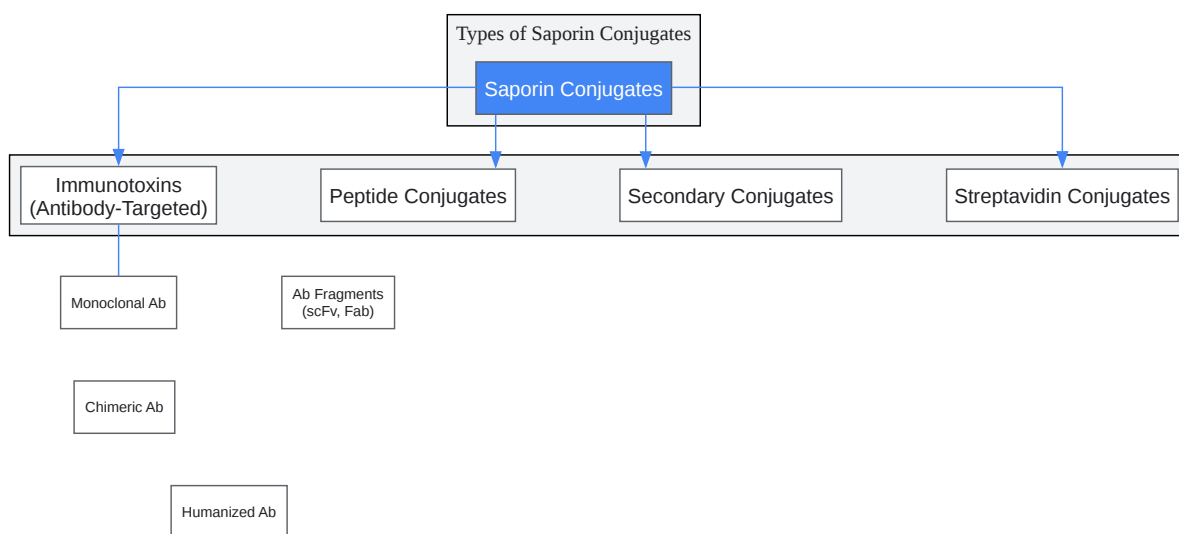 Types of Saporin Conjugates
Saporin Conjugates
Immunotoxins
(Antibody-Targeted)
Peptide Conjugates
Secondary Conjugates
Streptavidin Conjugates
Monoclonal Ab
Ab Fragments
(scFv, Fab)
Chimeric Ab
Humanized Ab